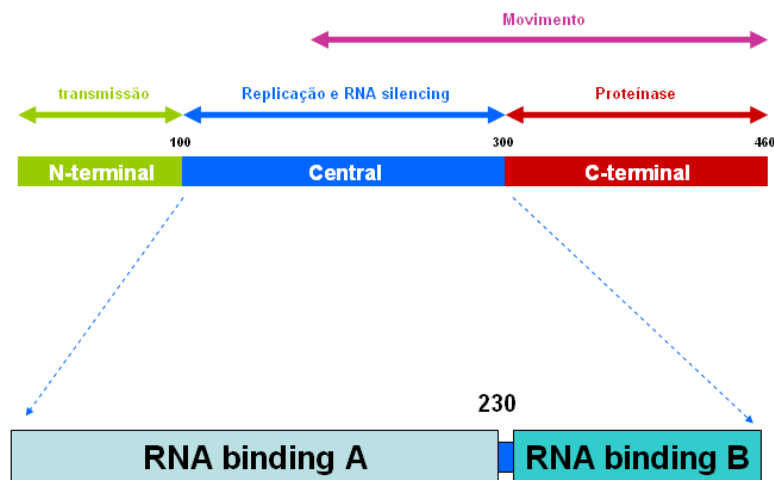 Movimento
transmissão Replicação e RNA silencing Proteínase
100 300 460
N-terminal Central C-terminal
230
RNA binding A RNA binding B